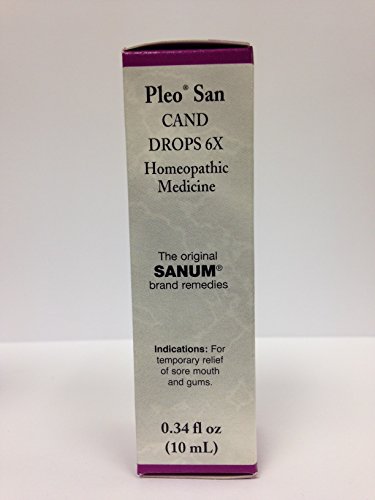 Pleo® San
CAND
DROPS 6X
Homeopathic
Medicine
The original
SANUM®
brand remedies
Indications: For
temporary relief
of sore mouth
and gums.
0.34 fl oz
(10 mL)